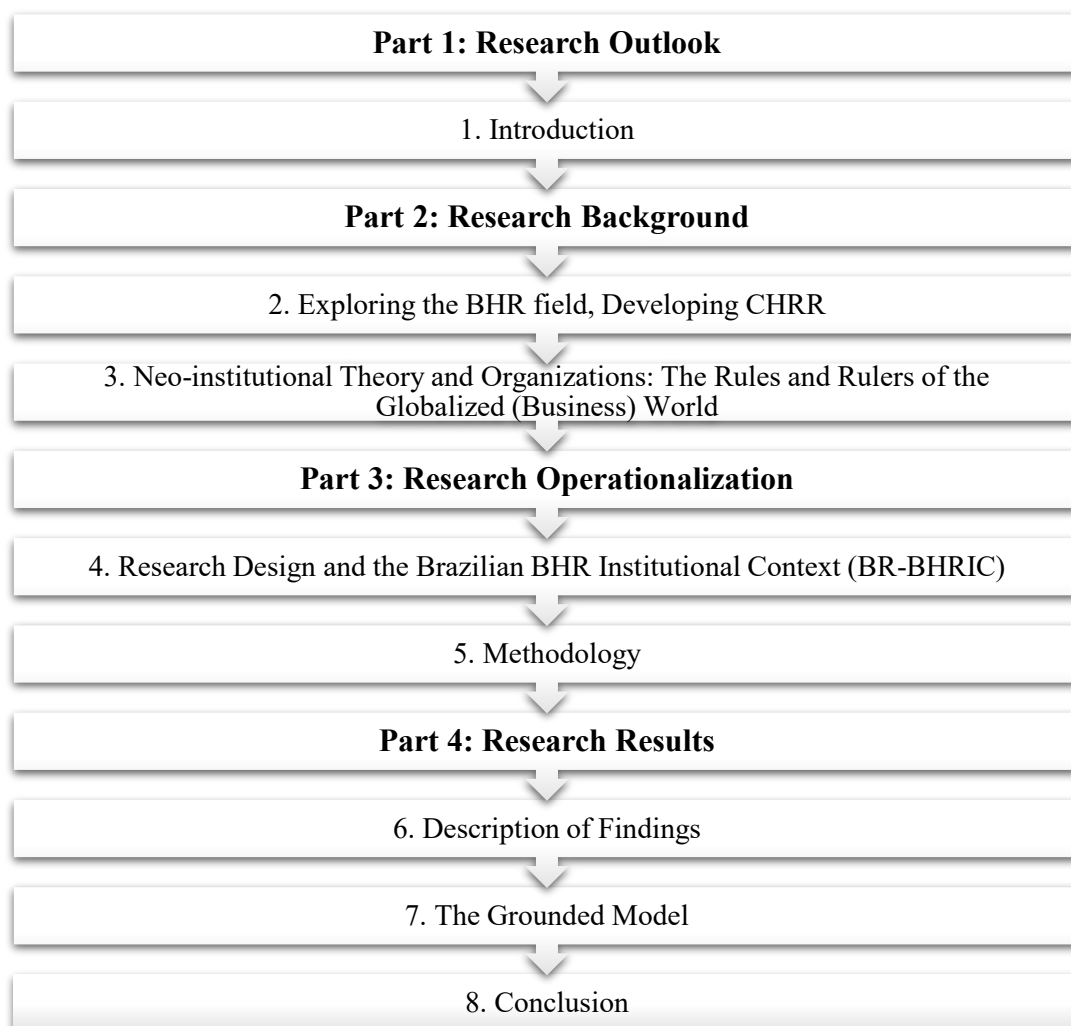 Part 1: Research Outlook
1. Introduction
Part 2: Research Background
2. Exploring the BHR field, Developing CHRR
3. Neo-institutional Theory and Organizations: The Rules and Rulers of the
Globalized (Business) World
Part 3: Research Operationalization
4. Research Design and the Brazilian BHR Institutional Context (BR-BHRIC)
5. Methodology
Part 4: Research Results
6. Description of Findings
7. The Grounded Model
8. Conclusion